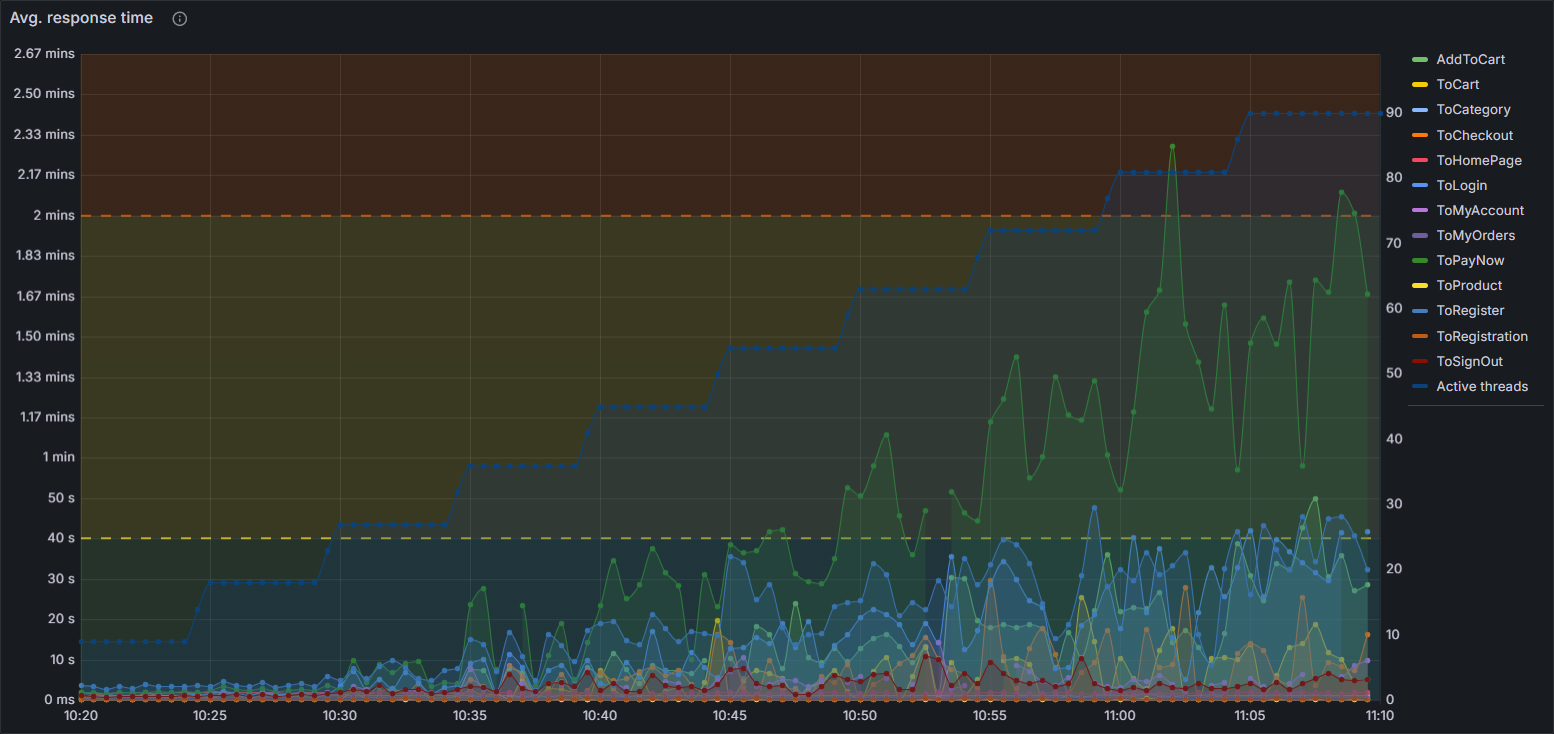 Avg. response time
2.67 mins
2.50 mins
2.33 mins
2.17 mins
2 mins
1.83 mins
1.67 mins
1.50 mins
1.33 mins
1.17 mins
1 min
50 s
40 s
30 s
20 s
10 s
0 ms
10:20 10:25 10:30 10:35 10:40 10:45 10:50 10:55 11:00 11:05 11:10
90
80
70
60
50
40
30
20
10
0
AddToCart
ToCart
ToCategory
ToCheckout
ToHomePage
ToLogin
ToMyAccount
ToMyOrders
ToPayNow
ToProduct
ToRegister
ToRegistration
ToSignOut
Active threads